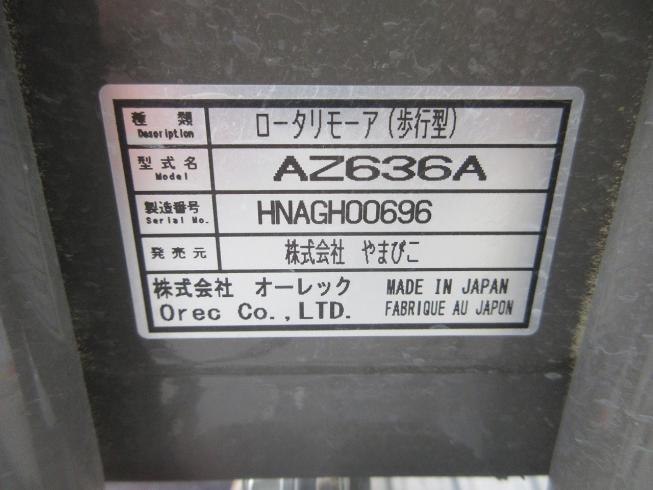 種類 ロータリモーア(歩行型)
Description
型式名 AZ636A
Model
製造番号 HNAGH00696
Serial No.
発売元 株式会社 やまびこ
株式会社 オーレック MADE IN JAPAN
Orec Co.,LTD. FABRIQUE AU JAPON